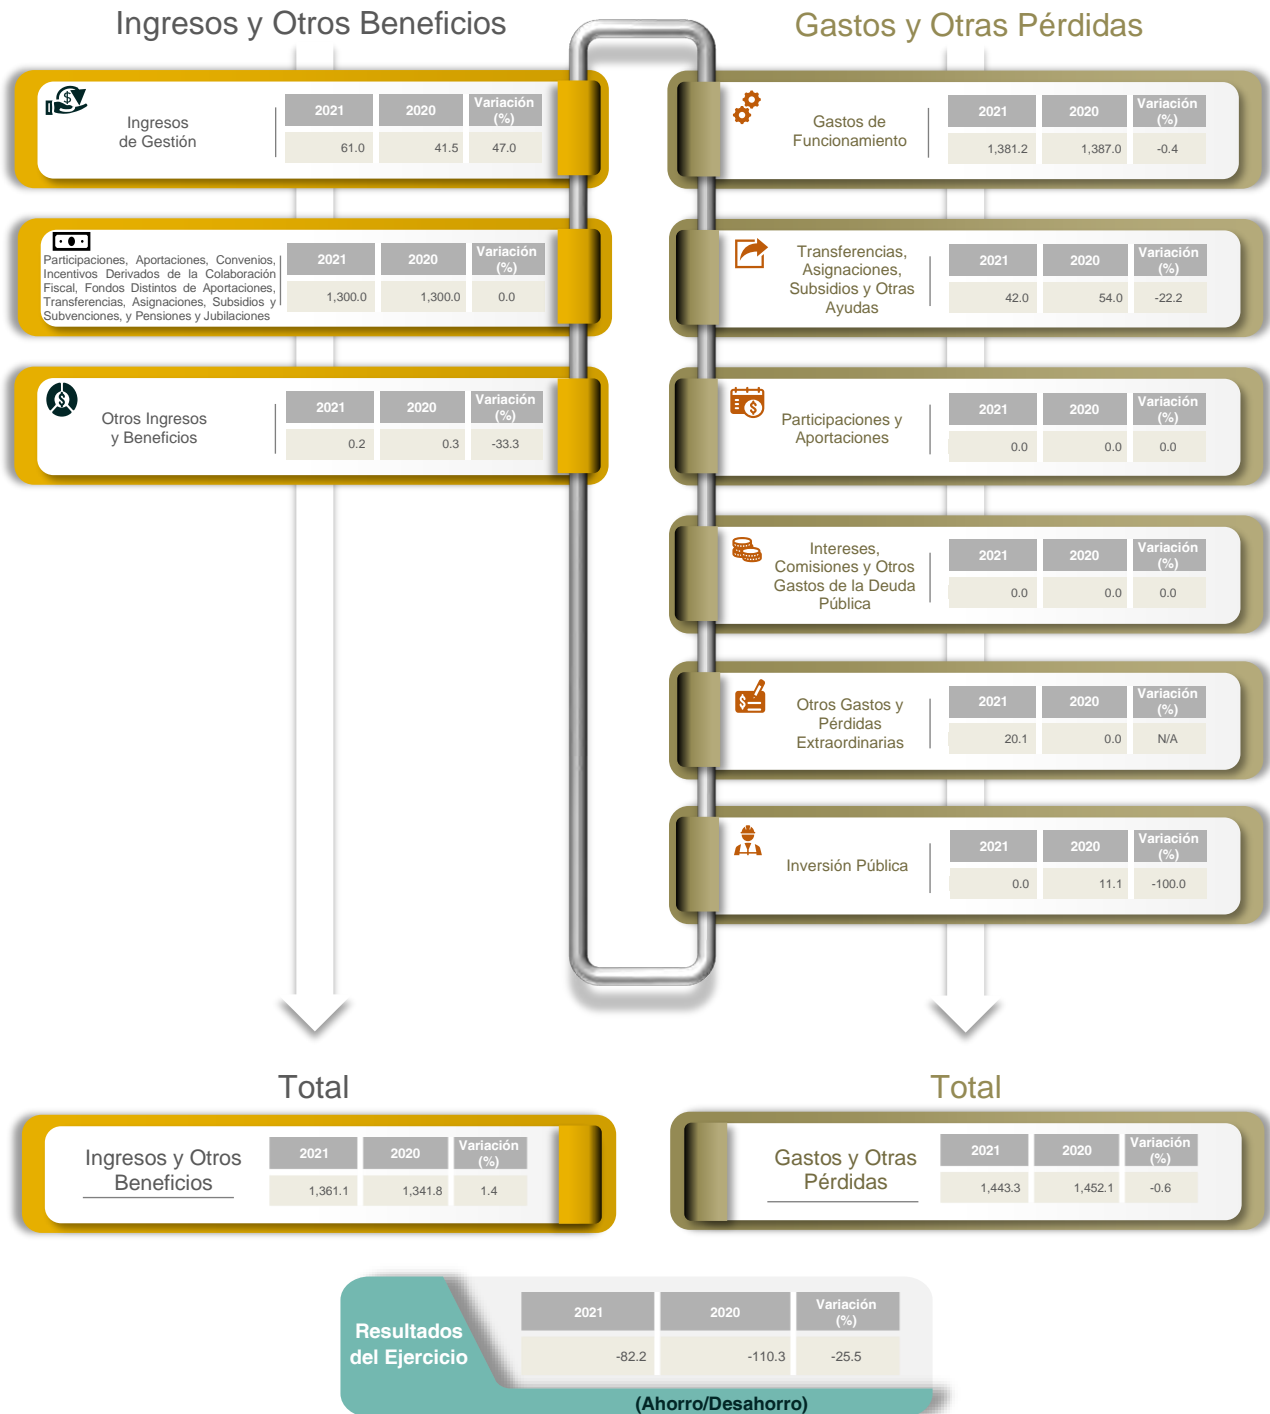 Ingresos y Otros Beneficios
Ingresos
de Gestión
2021 2020 Variación (%)
61.0 41.5 47.0
Participaciones, Aportaciones, Convenios,
Incentivos Derivados de la Colaboración
Fiscal, Fondos Distintos de Aportaciones,
Transferencias, Asignaciones, Subsidios y
Subvenciones, y Pensiones y Jubilaciones
2021 2020 Variación (%)
1,300.0 1,300.0 0.0
Otros Ingresos
y Beneficios
2021 2020 Variación (%)
0.2 0.3 -33.3
Gastos y Otras Pérdidas
Gastos de
Funcionamiento
2021 2020 Variación (%)
1,381.2 1,387.0 -0.4
Transferencias,
Asignaciones,
Subsidios y Otras
Ayudas
2021 2020 Variación (%)
42.0 54.0 -22.2
Participaciones y
Aportaciones
2021 2020 Variación (%)
0.0 0.0 0.0
Intereses,
Comisiones y Otros
Gastos de la Deuda
Pública
2021 2020 Variación (%)
0.0 0.0 0.0
Otros Gastos y
Pérdidas
Extraordinarias
2021 2020 Variación (%)
20.1 0.0 N/A
Inversión Pública
2021 2020 Variación (%)
0.0 11.1 -100.0
Total
Ingresos y Otros
Beneficios
2021 2020 Variación (%)
1,361.1 1,341.8 1.4
Total
Gastos y Otras
Pérdidas
2021 2020 Variación (%)
1,443.3 1,452.1 -0.6
Resultados
del Ejercicio
2021 2020 Variación (%)
-82.2 -110.3 -25.5
(Ahorro/Desahorro)